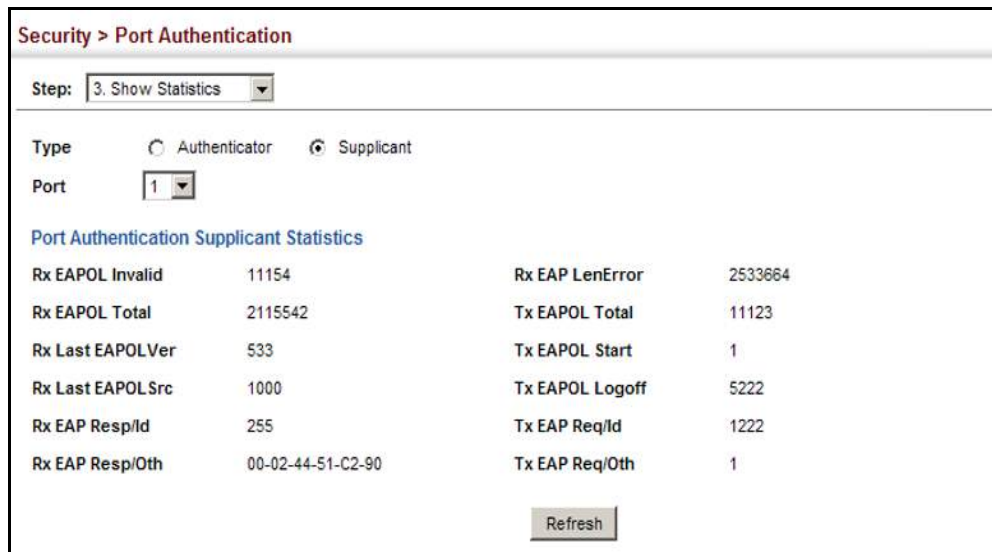 Security > Port Authentication
Step: 3. Show Statistics
Type Authenticator Supplicant
Port 1
Port Authentication Supplicant Statistics
Rx EAPOL Invalid 11154 Rx EAP LenError 2533664
Rx EAPOL Total 2115542 Tx EAPOL Total 11123
Rx Last EAPOLVer 533 Tx EAPOL Start 1
Rx Last EAPOLSrc 1000 Tx EAPOL Logoff 5222
Rx EAP Resp/Id 255 Tx EAP Req/Id 1222
Rx EAP Resp/Oth 00-02-44-51-C2-90 Tx EAP Req/Oth 1
Refresh